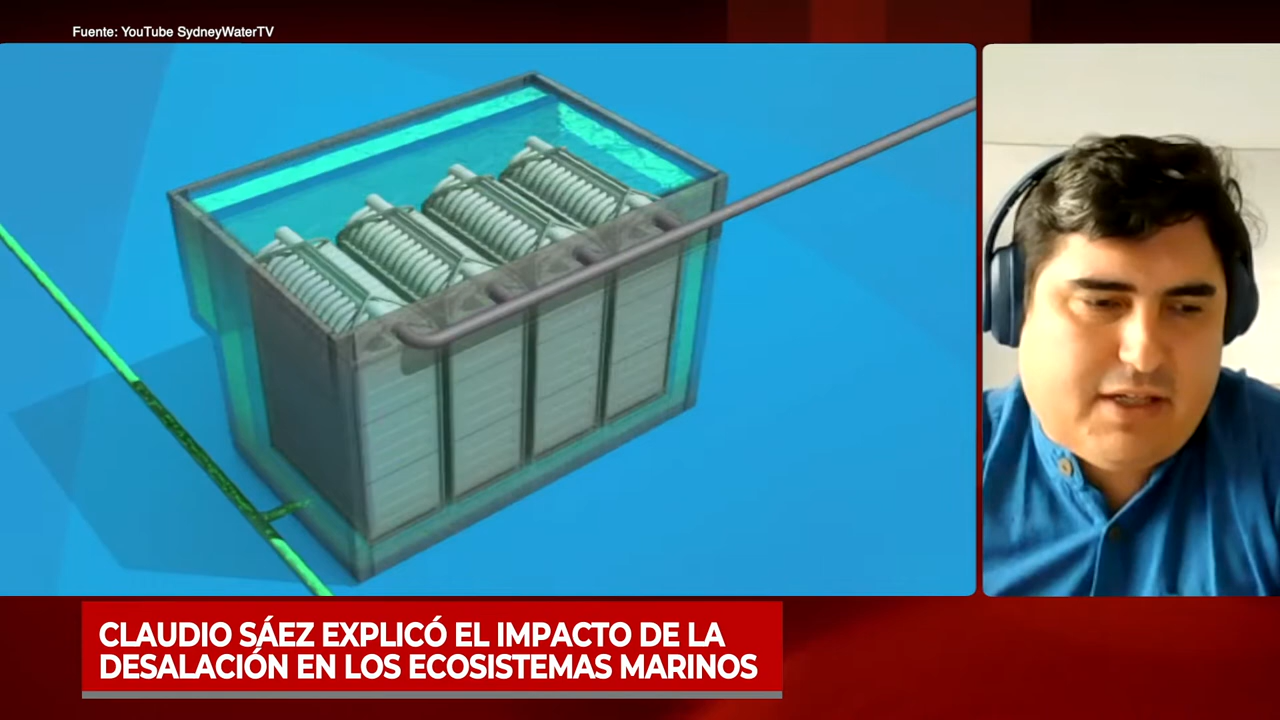 Fuente: YouTube SydneyWaterTV
CLAUDIO SÁEZ EXPLICÓ EL IMPACTO DE LA
DESALACIÓN EN LOS ECOSISTEMAS MARINOS